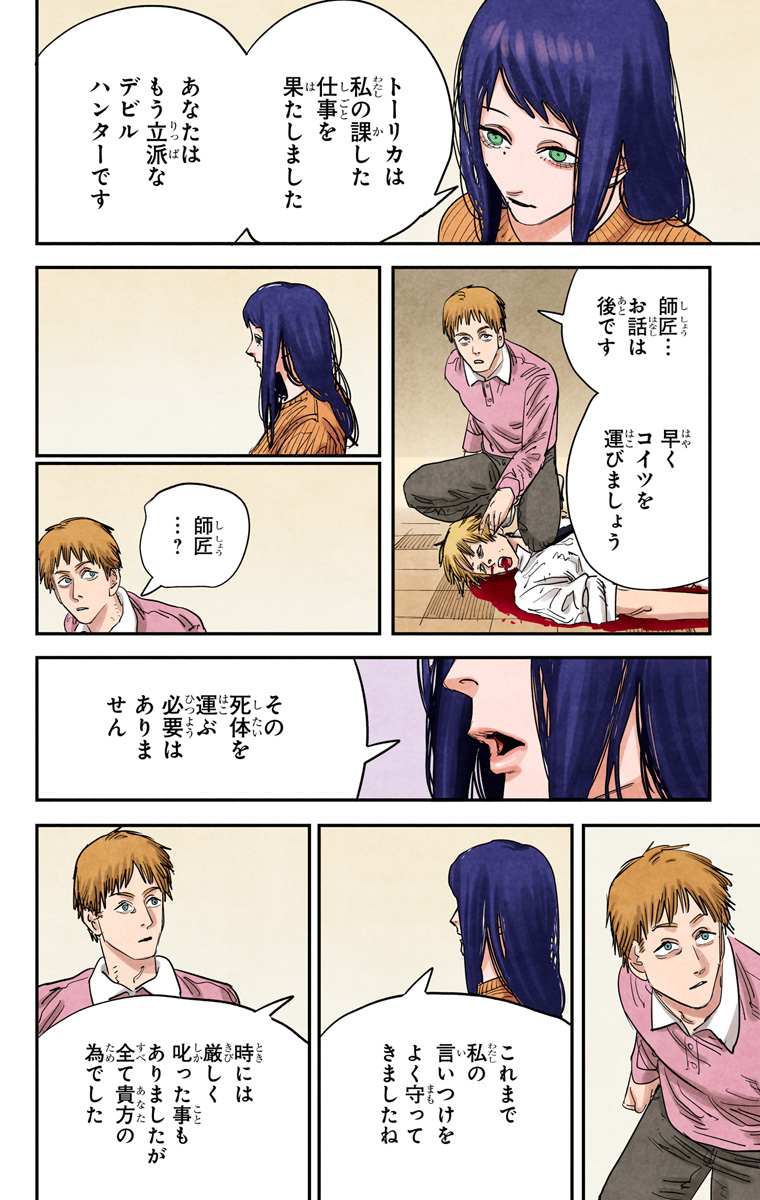 トーリカは
私の課した
仕事を
果たしました
あなたは
もう立派な
デビル
ハンターです
師匠…
お話は
後です
早く
コイツを
運びましょう
師匠
…?
その
死体を
運ぶ
必要は
ありま
せん
これまで
私の
言いつけを
よく守って
きましたね
時には
厳しく
叱った事も
ありましたが
全て貴方の
為でした